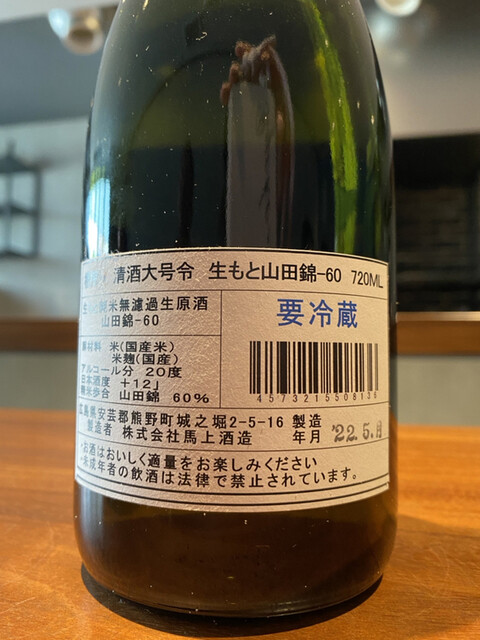 清酒大号令 生もと山田錦-60 720ML
生もと純米無濾過生原酒
山田錦-60
要冷蔵
原材料 米(国産米)
米麹(国産)
アルコール分 20度
日本酒度 +12
精米歩合 山田錦 60%
4573215508136
広島県安芸郡熊野町城之堀2-5-16 製造
製造者 株式会社馬上酒造 年月 '22.5.月
・お酒はおいしく適量をお楽しみください
・未成年者の飲酒は法律で禁止されています。